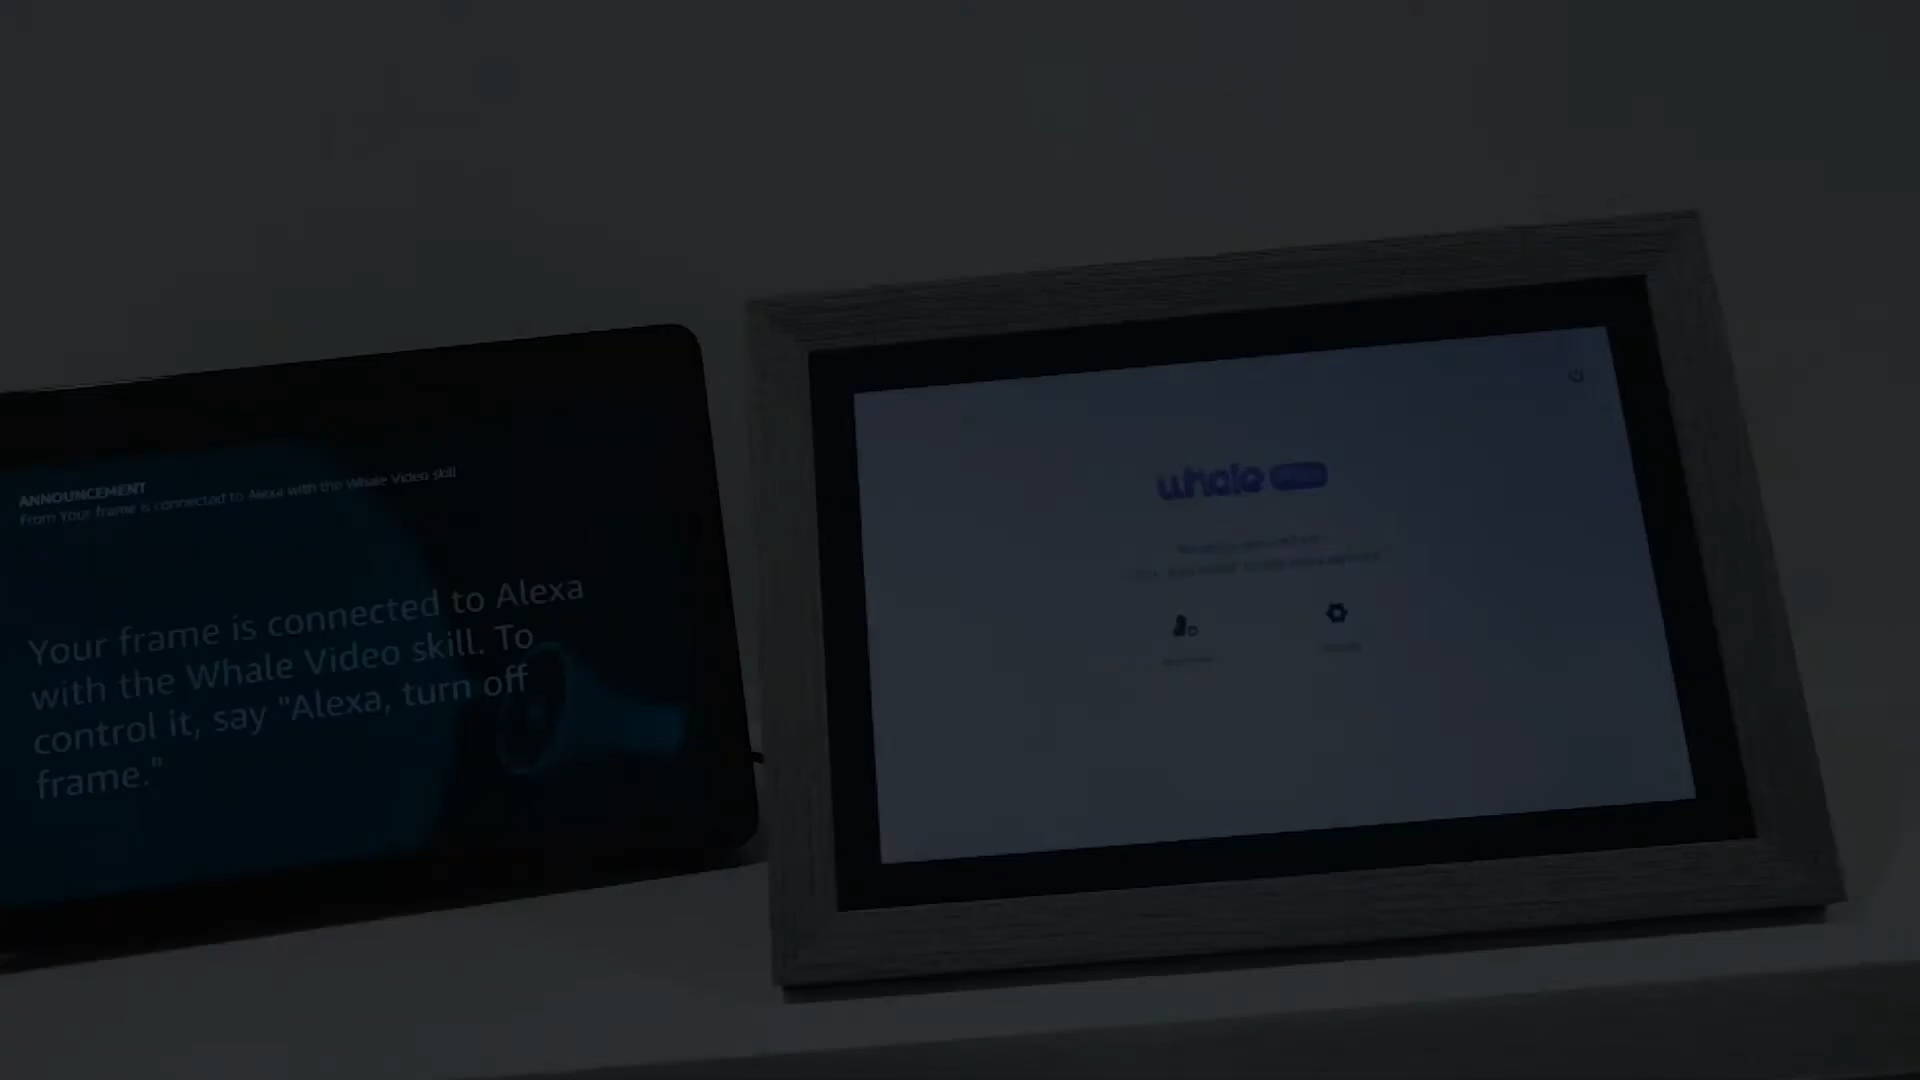 ANNOUNCEMENT
From Your frame is connected to Alexa with the Whale Video skill
Your frame is connected to Alexa
with the Whale Video skill. To
control it, say "Alexa, turn off
frame."
whale